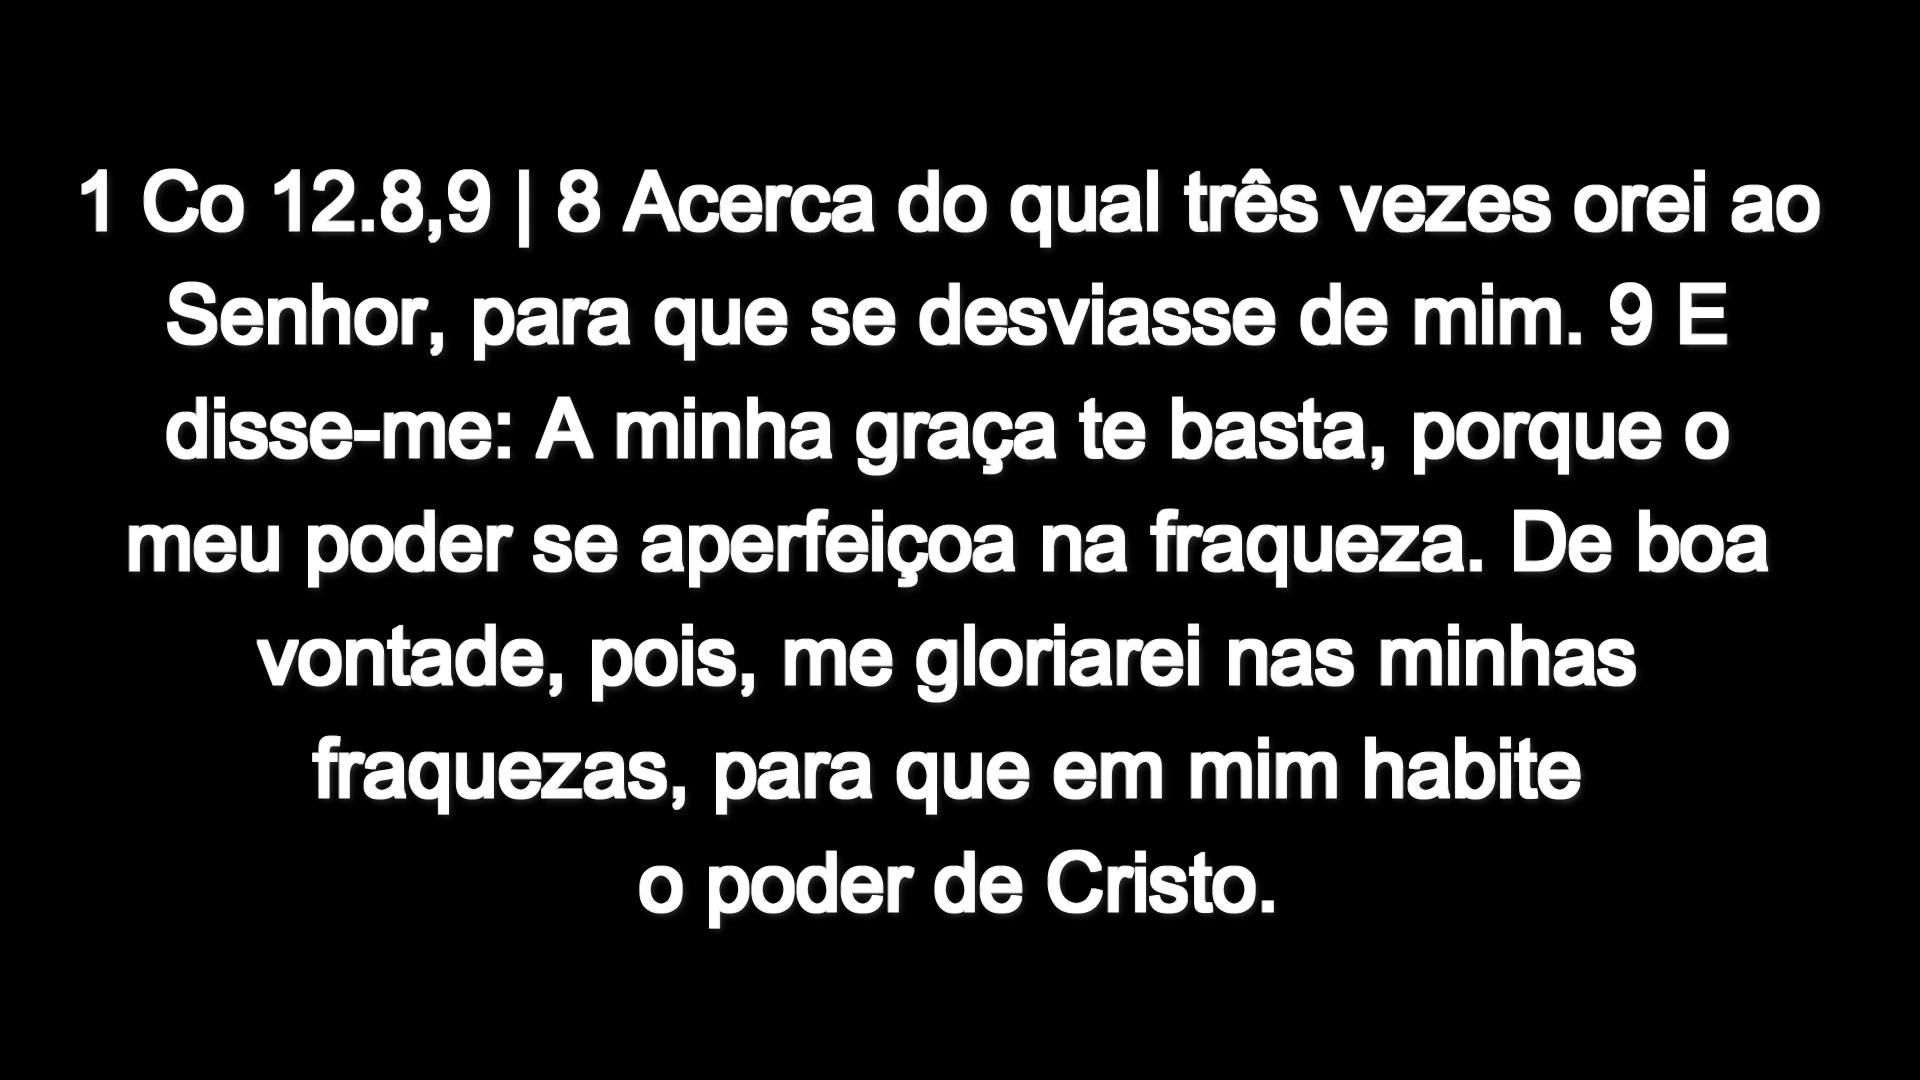 1 Co 12.8,9 | 8 Acerca do qual três vezes orei ao
Senhor, para que se desviasse de mim. 9 E
disse-me: A minha graça te basta, porque o
meu poder se aperfeiçoa na fraqueza. De boa
vontade, pois, me gloriarei nas minhas
fraquezas, para que em mim habite
o poder de Cristo.